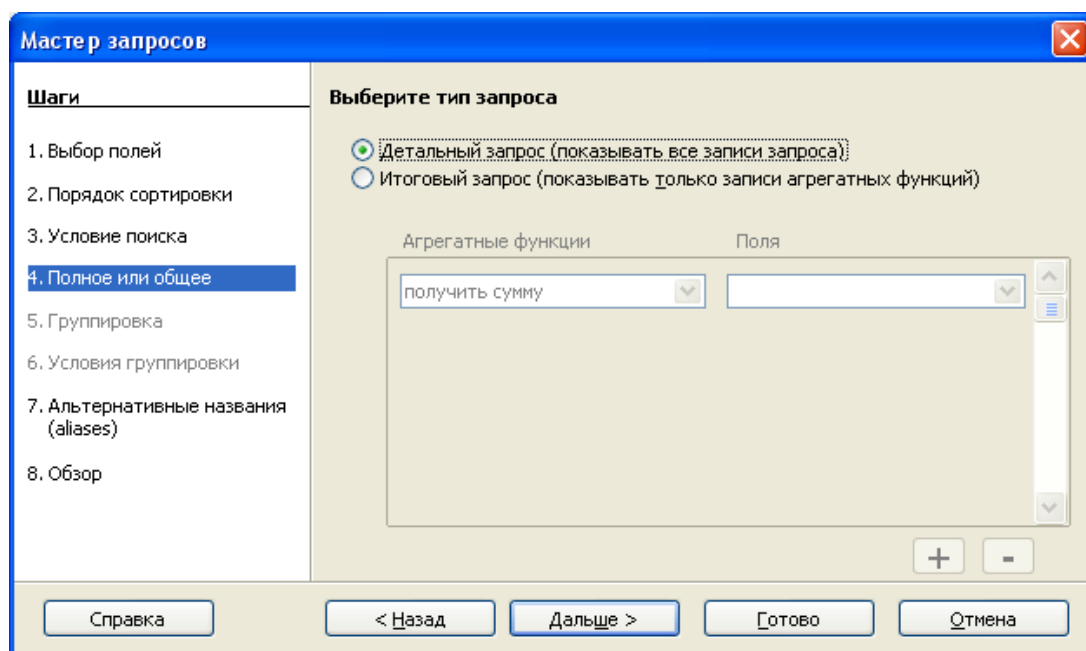 Мастер запросов
Шаги
1. Выбор полей
2. Порядок сортировки
3. Условие поиска
4. Полное или общее
5. Группировка
6. Условия группировки
7. Альтернативные названия
(aliases)
8. Обзор
Выберите тип запроса
Детальный запрос (показывать все записи запроса)
Итоговый запрос (показывать только записи агрегатных функций)
Агрегатные функции Поля
получить сумму
+ -
Справка < Назад Дальше > Готово Отмена